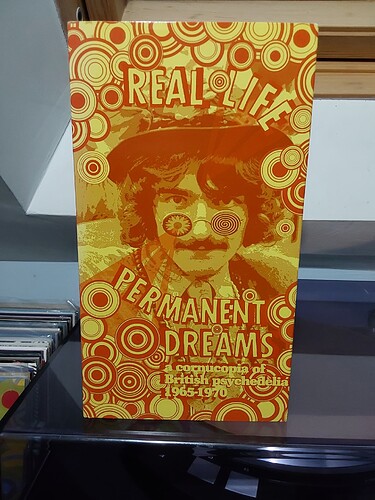 REAL LIFE
PERMANENT
DREAMS
a cornucopia of
British psychedelia
1965-1970